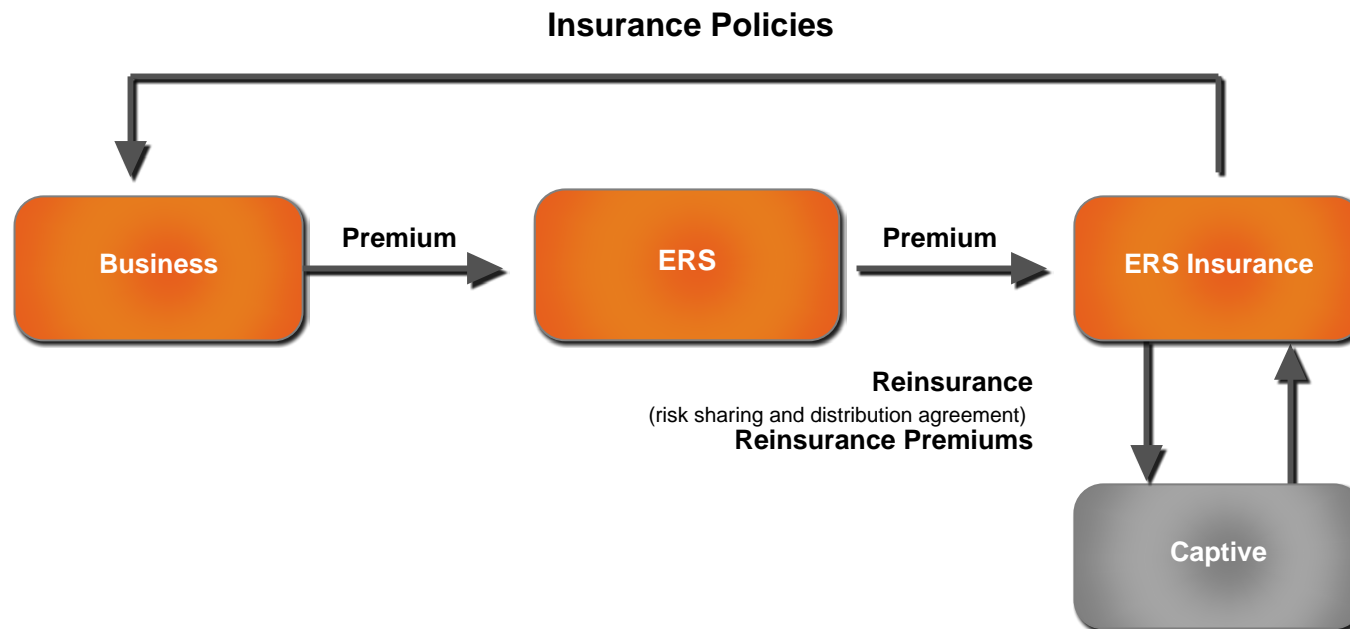 Insurance Policies
Premium
Premium
Business
ERS
ERS Insurance
Reinsurance
(risk sharing and distribution agreement)
Reinsurance Premiums
Captive